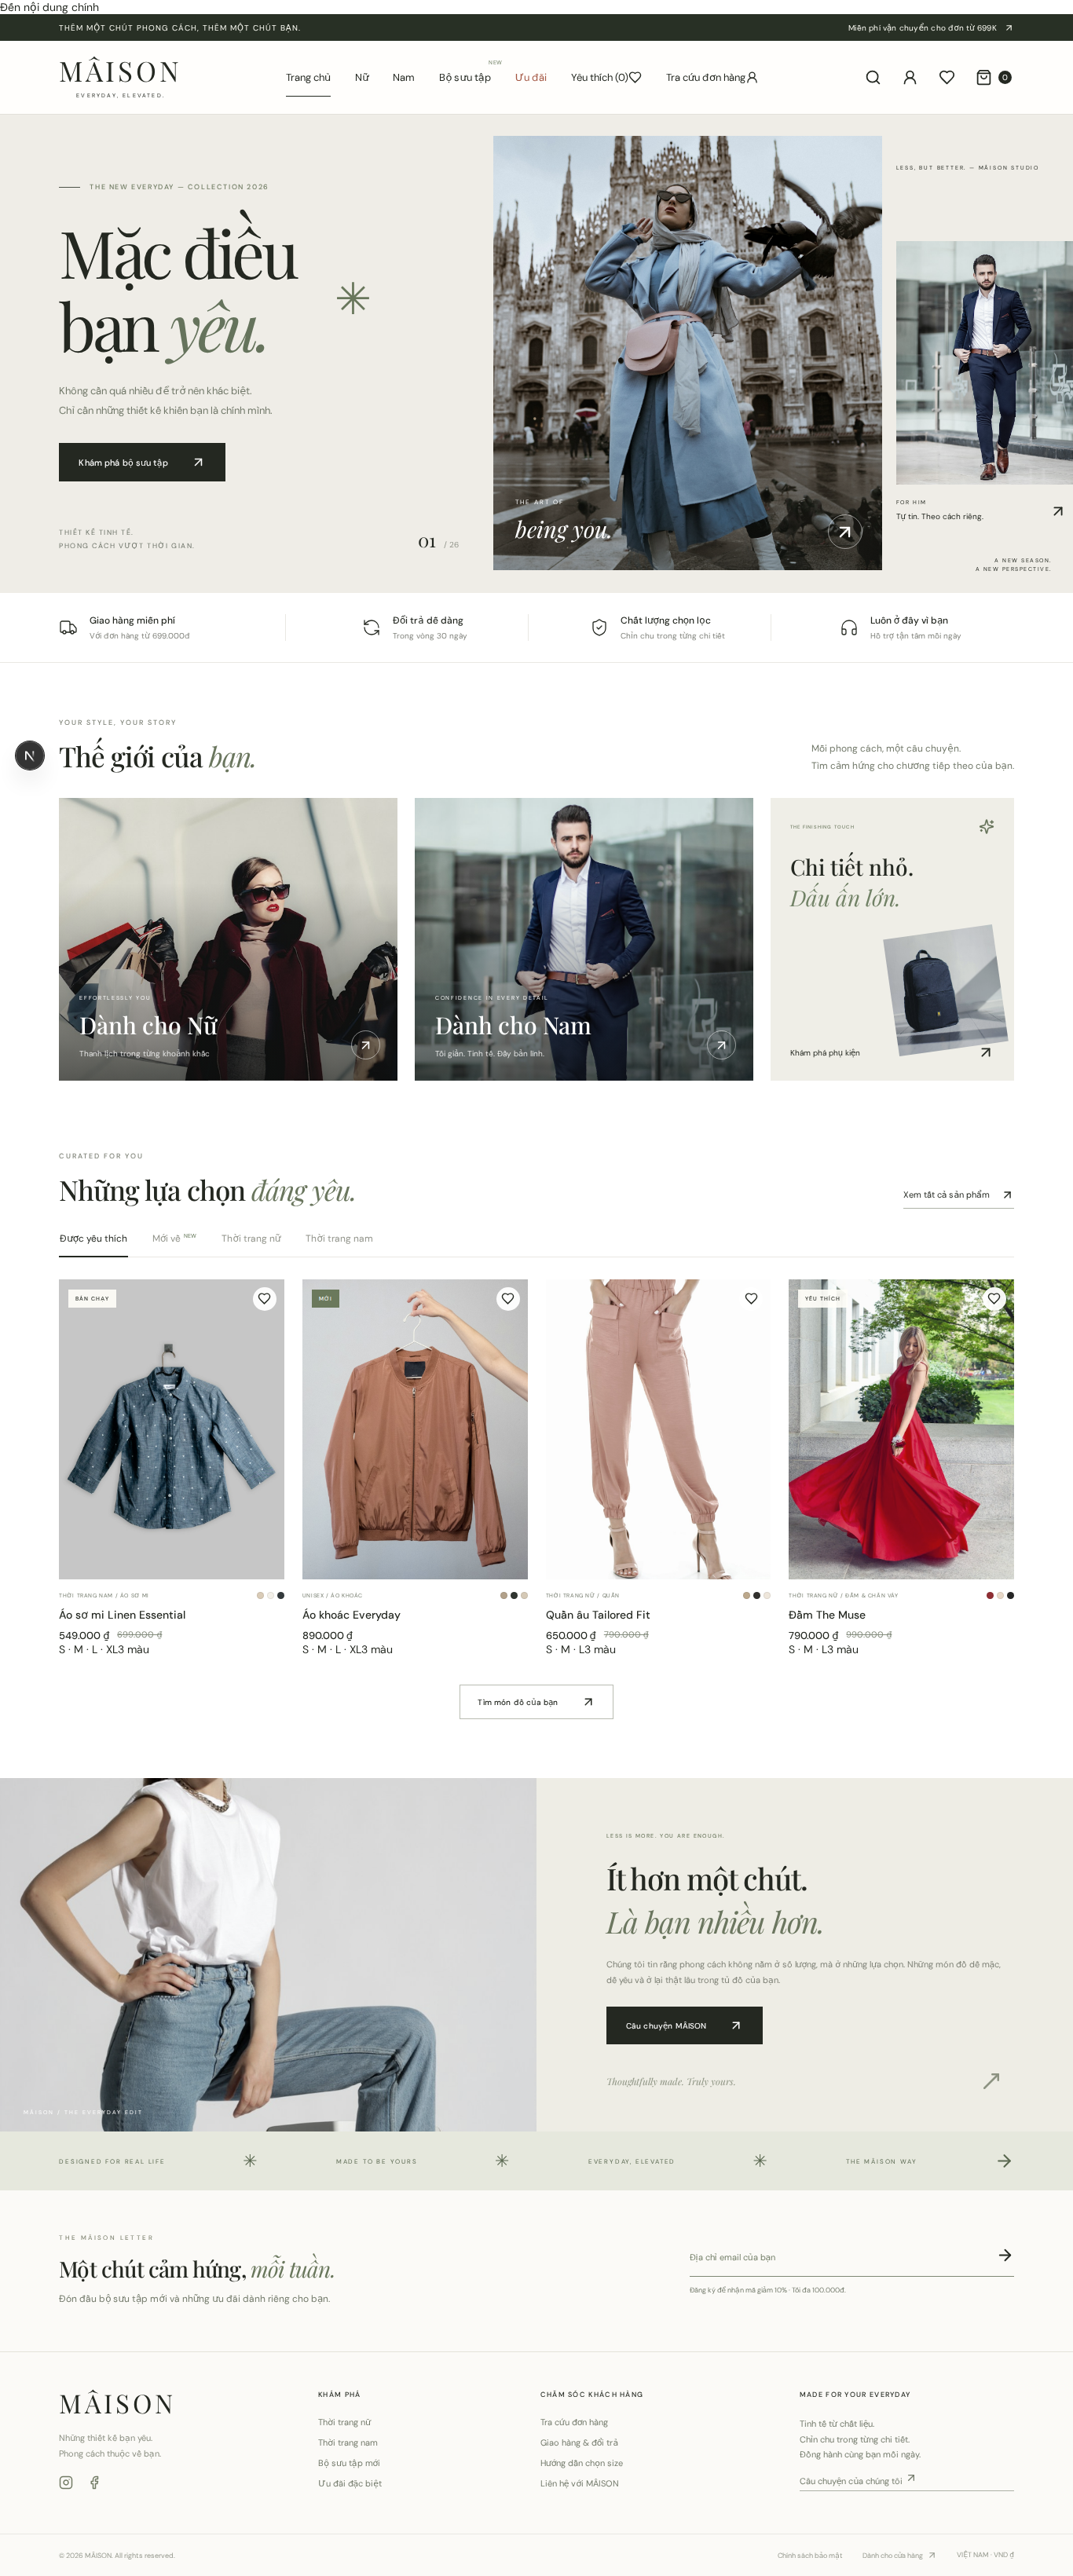 Đến nội dung chính
THÊM MỘT CHÚT PHONG CÁCH, THÊM MỘT CHÚT BẠN.
Miễn phí vận chuyển cho đơn từ 699K
MÂISON
EVERYDAY, ELEVATED.
Trang chủ
Nữ
Nam
Bộ sưu tập
NEW
Ưu đãi
Yêu thích (0)
Tra cứu đơn hàng
0
THE NEW EVERYDAY — COLLECTION 2026
Mặc điều
bạn yêu.
Không cần quá nhiều để trở nên khác biệt.
Chỉ cần những thiết kế khiến bạn là chính mình.
Khám phá bộ sưu tập
THIẾT KẾ TINH TẾ.
PHONG CÁCH VƯỢT THỜI GIAN.
01 / 26
THE ART OF
being you.
LESS, BUT BETTER. — MÂISON STUDIO
FOR HIM
Tự tin. Theo cách riêng.
A NEW SEASON.
A NEW PERSPECTIVE.
Giao hàng miễn phí
Với đơn hàng từ 699.000đ
Đổi trả dễ dàng
Trong vòng 30 ngày
Chất lượng chọn lọc
Chỉn chu trong từng chi tiết
Luôn ở đây vì bạn
Hỗ trợ tận tâm mỗi ngày
YOUR STYLE, YOUR STORY
Thế giới của bạn.
Mỗi phong cách, một câu chuyện.
Tìm cảm hứng cho chương tiếp theo của bạn.
N
EFFORTLESSLY YOU
Dành cho Nữ
Thanh lịch trong từng khoảnh khắc
CONFIDENCE IN EVERY DETAIL
Dành cho Nam
Tối giản. Tinh tế. Đầy bản lĩnh.
THE FINISHING TOUCH
Chi tiết nhỏ.
Dấu ấn lớn.
Khám phá phụ kiện
CURATED FOR YOU
Những lựa chọn đáng yêu.
Xem tất cả sản phẩm
Được yêu thích
Mới về NEW
Thời trang nữ
Thời trang nam
BÁN CHẠY
MỚI
YÊU THÍCH
THỜI TRANG NAM / ÁO SƠ MI
Áo sơ mi Linen Essential
549.000 ₫ 699.000 ₫
S · M · L · XL3 màu
UNISEX / ÁO KHOÁC
Áo khoác Everyday
890.000 ₫
S · M · L · XL3 màu
THỜI TRANG NỮ / QUẦN
Quần âu Tailored Fit
650.000 ₫ 790.000 ₫
S · M · L3 màu
THỜI TRANG NỮ / ĐẦM & CHÂN VÁY
Đầm The Muse
790.000 ₫ 990.000 ₫
S · M · L3 màu
Tìm món đồ của bạn
MÂISON / THE EVERYDAY EDIT
LESS IS MORE. YOU ARE ENOUGH.
Ít hơn một chút.
Là bạn nhiều hơn.
Chúng tôi tin rằng phong cách không nằm ở số lượng, mà ở những lựa chọn. Những món đồ dễ mặc,
dễ yêu và ở lại thật lâu trong tủ đồ của bạn.
Câu chuyện MÂISON
Thoughtfully made. Truly yours.
DESIGNED FOR REAL LIFE
MADE TO BE YOURS
EVERYDAY, ELEVATED
THE MÂISON WAY
THE MÂISON LETTER
Một chút cảm hứng, mỗi tuần.
Đón đầu bộ sưu tập mới và những ưu đãi dành riêng cho bạn.
Địa chỉ email của bạn
Đăng ký để nhận mã giảm 10% · Tối đa 100.000đ.
MÂISON
Những thiết kế bạn yêu.
Phong cách thuộc về bạn.
KHÁM PHÁ
Thời trang nữ
Thời trang nam
Bộ sưu tập mới
Ưu đãi đặc biệt
CHĂM SÓC KHÁCH HÀNG
Tra cứu đơn hàng
Giao hàng & đổi trả
Hướng dẫn chọn size
Liên hệ với MÂISON
MADE FOR YOUR EVERYDAY
Tinh tế từ chất liệu.
Chỉn chu trong từng chi tiết.
Đồng hành cùng bạn mỗi ngày.
Câu chuyện của chúng tôi
© 2026 MÂISON. All rights reserved.
Chính sách bảo mật
Dành cho cửa hàng
VIỆT NAM · VND ₫